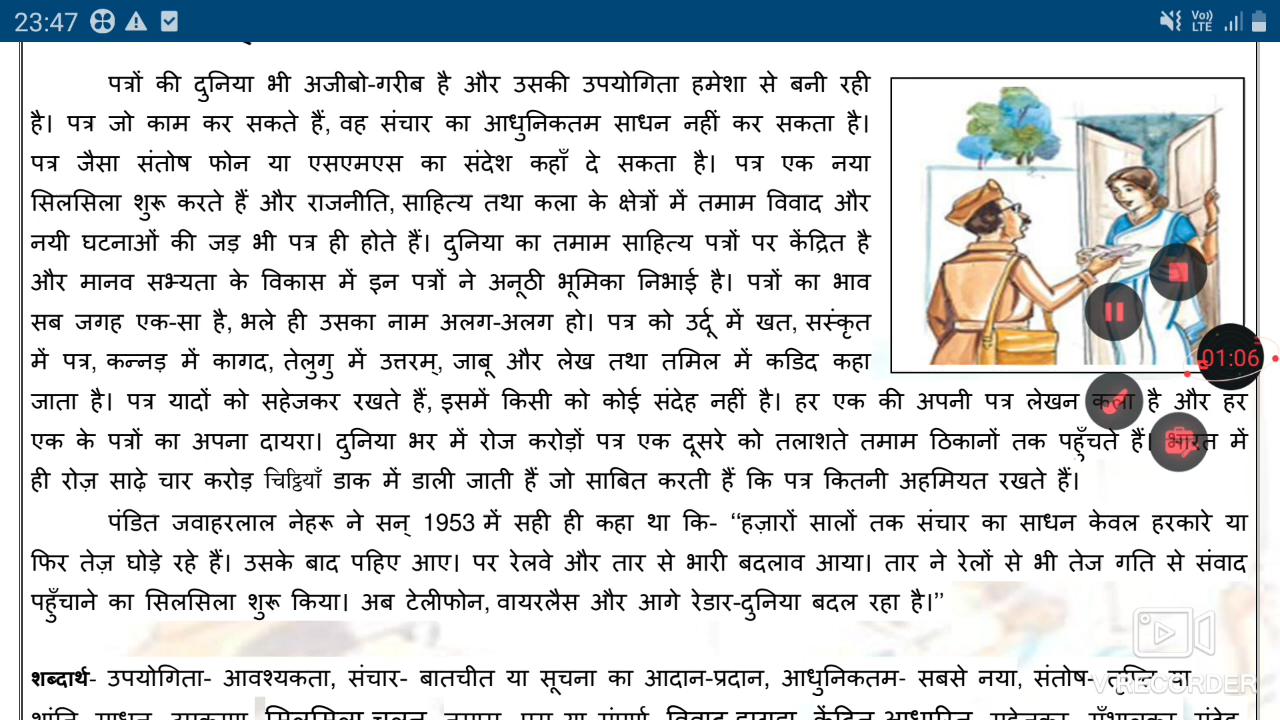 23:47
Vo) LTE
पत्रों की दुनिया भी अजीबो-गरीब है और उसकी उपयोगिता हमेशा से बनी रही
है। पत्र जो काम कर सकते हैं, वह संचार का आधुनिकतम साधन नहीं कर सकता है।
पत्र जैसा संतोष फोन या एसएमएस का संदेश कहाँ दे सकता है। पत्र एक नया
सिलसिला शुरू करते हैं और राजनीति, साहित्य तथा कला के क्षेत्रों में तमाम विवाद और
नयी घटनाओं की जड़ भी पत्र ही होते हैं। दुनिया का तमाम साहित्य पत्रों पर केंद्रित है
और मानव सभ्यता के विकास में इन पत्रों ने अनूठी भूमिका निभाई है। पत्रों का भाव
सब जगह एक-सा है, भले ही उसका नाम अलग-अलग हो। पत्र को उर्दू में खत, सस्ंकृत
में पत्र, कन्नड़ में कागद, तेलुगु में उत्तरम्, जाबू और लेख तथा तमिल में कडिद कहा
01:06
जाता है। पत्र यादों को सहेजकर रखते हैं, इसमें किसी को कोई संदेह नहीं है। हर एक की अपनी पत्र लेखन कला है और हर
एक के पत्रों का अपना दायरा। दुनिया भर में रोज करोड़ों पत्र एक दूसरे को तलाशते तमाम ठिकानों तक पहुँचते हैं। भारत में
ही रोज़ साढ़े चार करोड़ चिट्ठियाँ डाक में डाली जाती हैं जो साबित करती हैं कि पत्र कितनी अहमियत रखते हैं।
पंडित जवाहरलाल नेहरू ने सन् 1953 में सही ही कहा था कि- “हज़ारों सालों तक संचार का साधन केवल हरकारे या
फिर तेज़ घोड़े रहे हैं। उसके बाद पहिए आए। पर रेलवे और तार से भारी बदलाव आया। तार ने रेलों से भी तेज गति से संवाद
पहुँचाने का सिलसिला शुरू किया। अब टेलीफोन, वायरलैस और आगे रेडार-दुनिया बदल रहा है।”
शब्दार्थ- उपयोगिता- आवश्यकता, संचार- बातचीत या सूचना का आदान-प्रदान, आधुनिकतम- सबसे नया, संतोष- तृप्ति या
V RECORDER